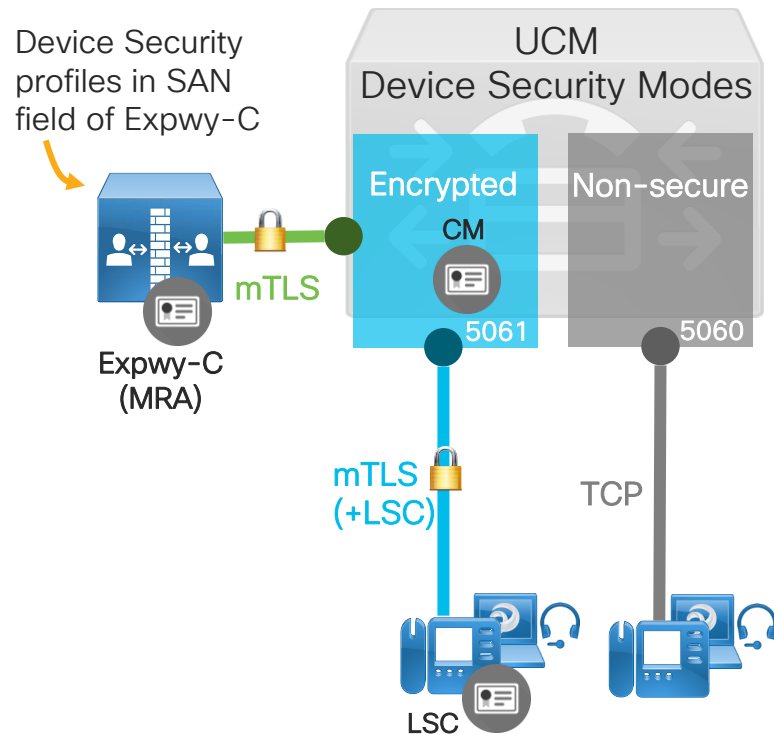 Device Security
profiles in SAN
field of Expwy-C
UCM
Device Security Modes
Encrypted
Non-secure
CM
mTLS
5061
5060
Expwy-C
(MRA)
mTLS
(+LSC)
TCP
LSC